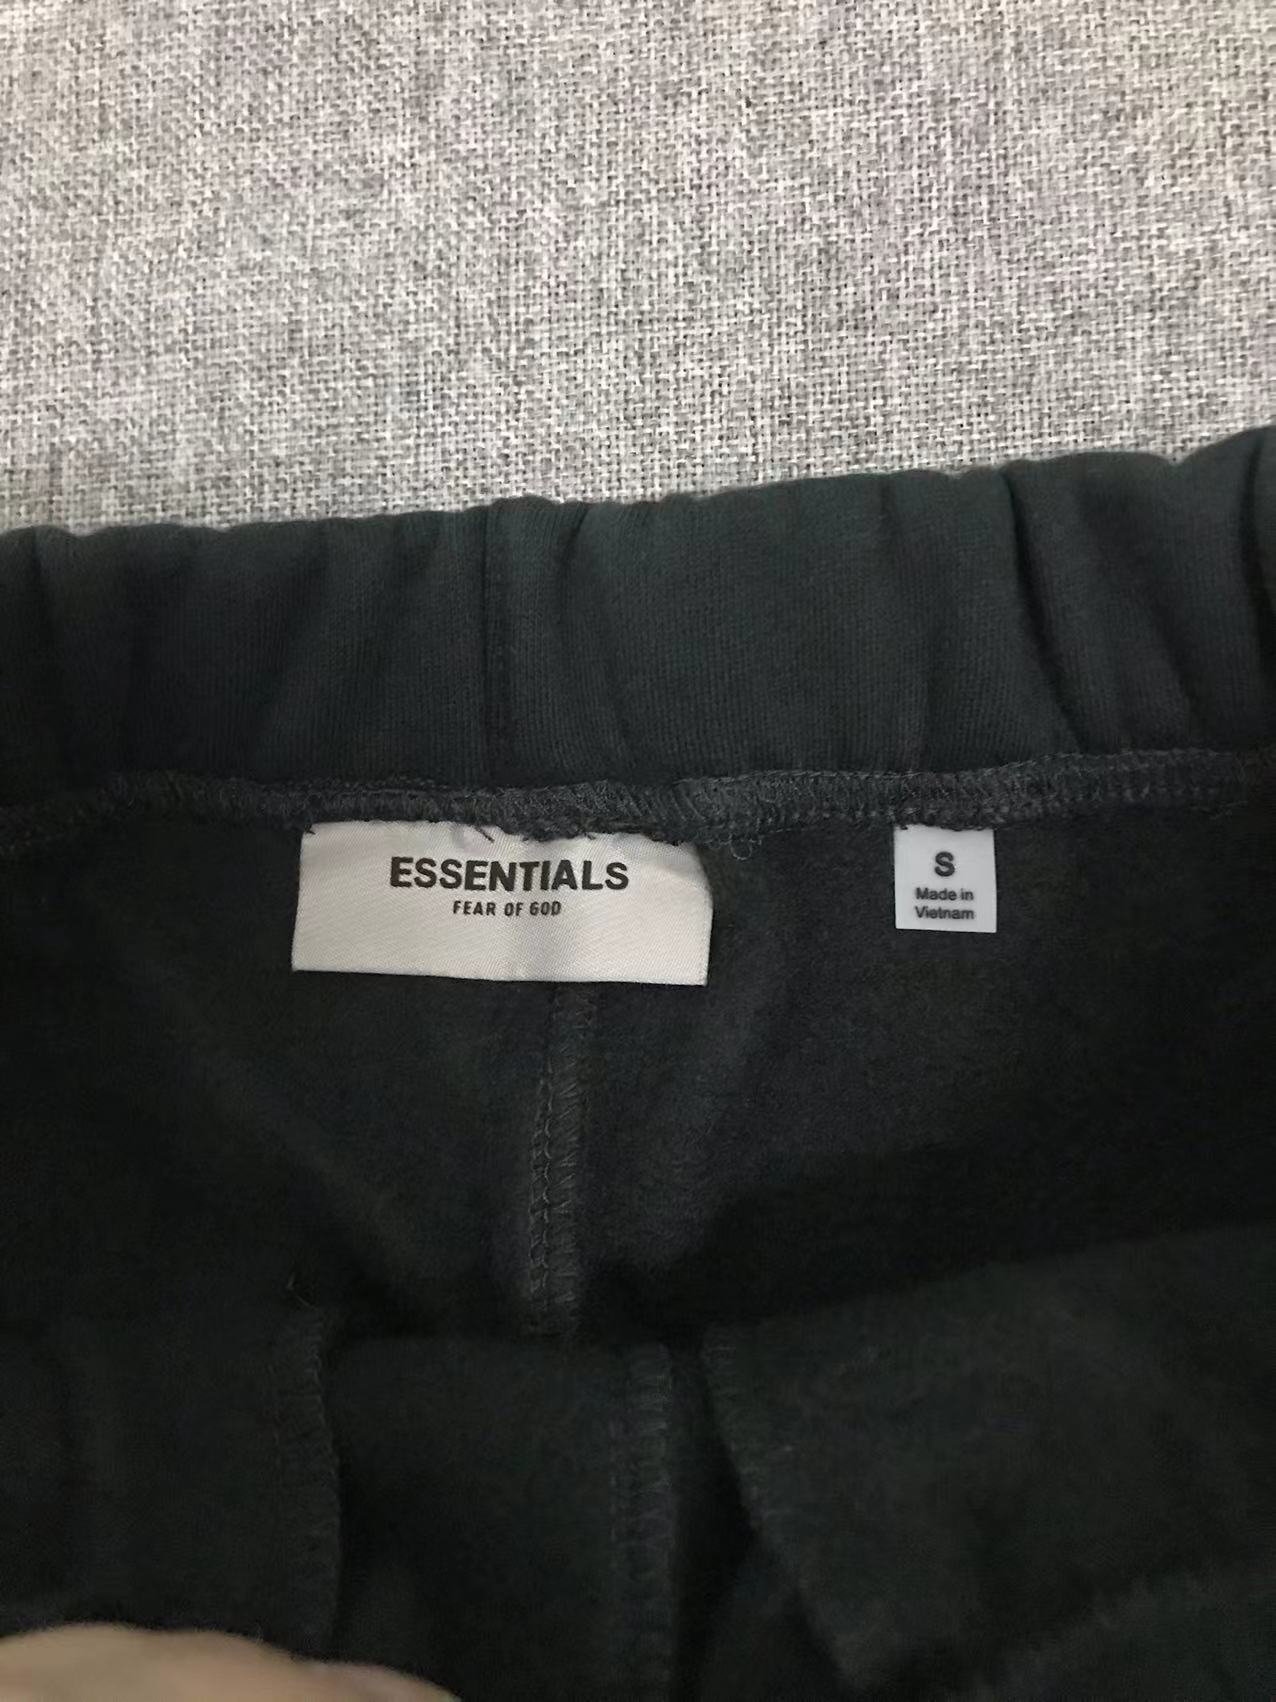 ESSENTIALS
FEAR OF GOD
S
Made in
Vietnam